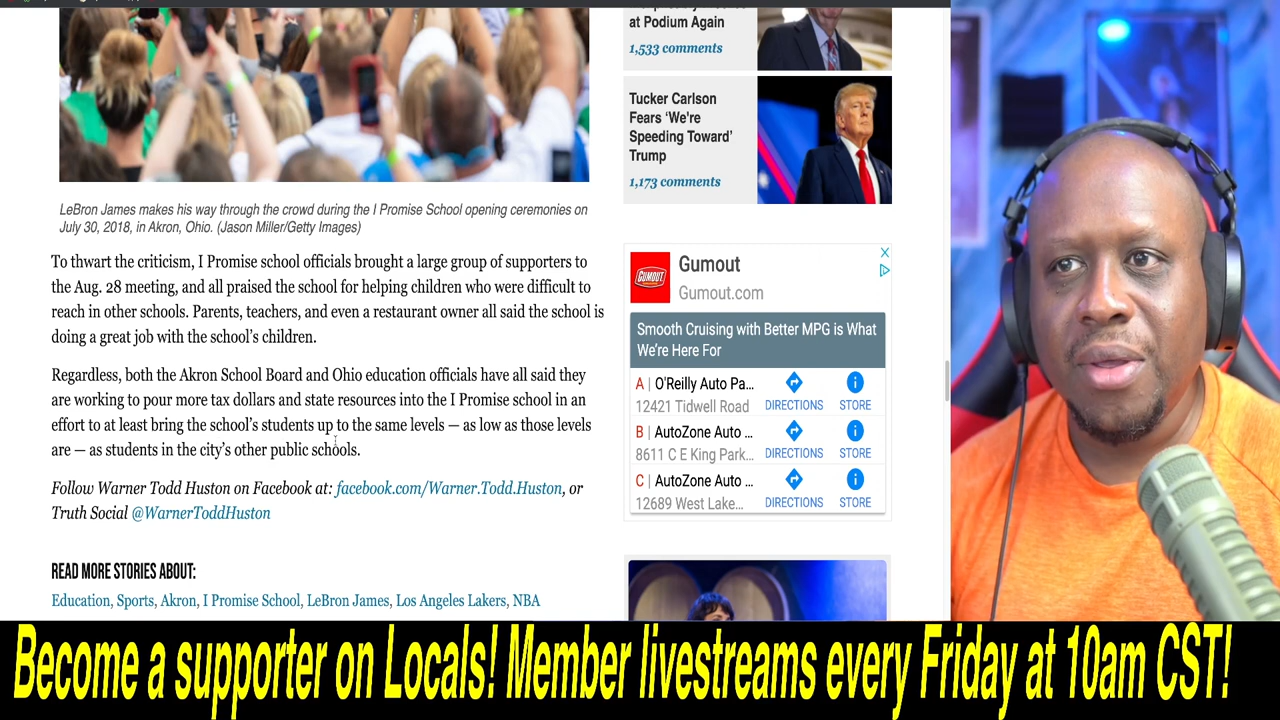 at Podium Again
1,533 comments
Tucker Carlson
Fears ‘We're
Speeding Toward’
Trump
1,173 comments
LeBron James makes his way through the crowd during the I Promise School opening ceremonies on
July 30, 2018, in Akron, Ohio. (Jason Miller/Getty Images)
To thwart the criticism, I Promise school officials brought a large group of supporters to
the Aug. 28 meeting, and all praised the school for helping children who were difficult to
reach in other schools. Parents, teachers, and even a restaurant owner all said the school is
doing a great job with the school’s children.
Regardless, both the Akron School Board and Ohio education officials have all said they
are working to pour more tax dollars and state resources into the I Promise school in an
effort to at least bring the school’s students up to the same levels — as low as those levels
are — as students in the city’s other public schools.
Follow Warner Todd Huston on Facebook at: facebook.com/Warner.Todd.Huston, or
Truth Social @WarnerToddHuston
READ MORE STORIES ABOUT:
Education, Sports, Akron, I Promise School, LeBron James, Los Angeles Lakers, NBA
GUMOUT
Gumout
Gumout.com
Smooth Cruising with Better MPG is What
We’re Here For
A | O'Reilly Auto Pa...
12421 Tidwell Road
DIRECTIONS
STORE
B | AutoZone Auto ...
8611 C E King Park...
DIRECTIONS
STORE
C | AutoZone Auto ...
12689 West Lake...
DIRECTIONS
STORE
Become a supporter on Locals! Member livestreams every Friday at 10am CST!